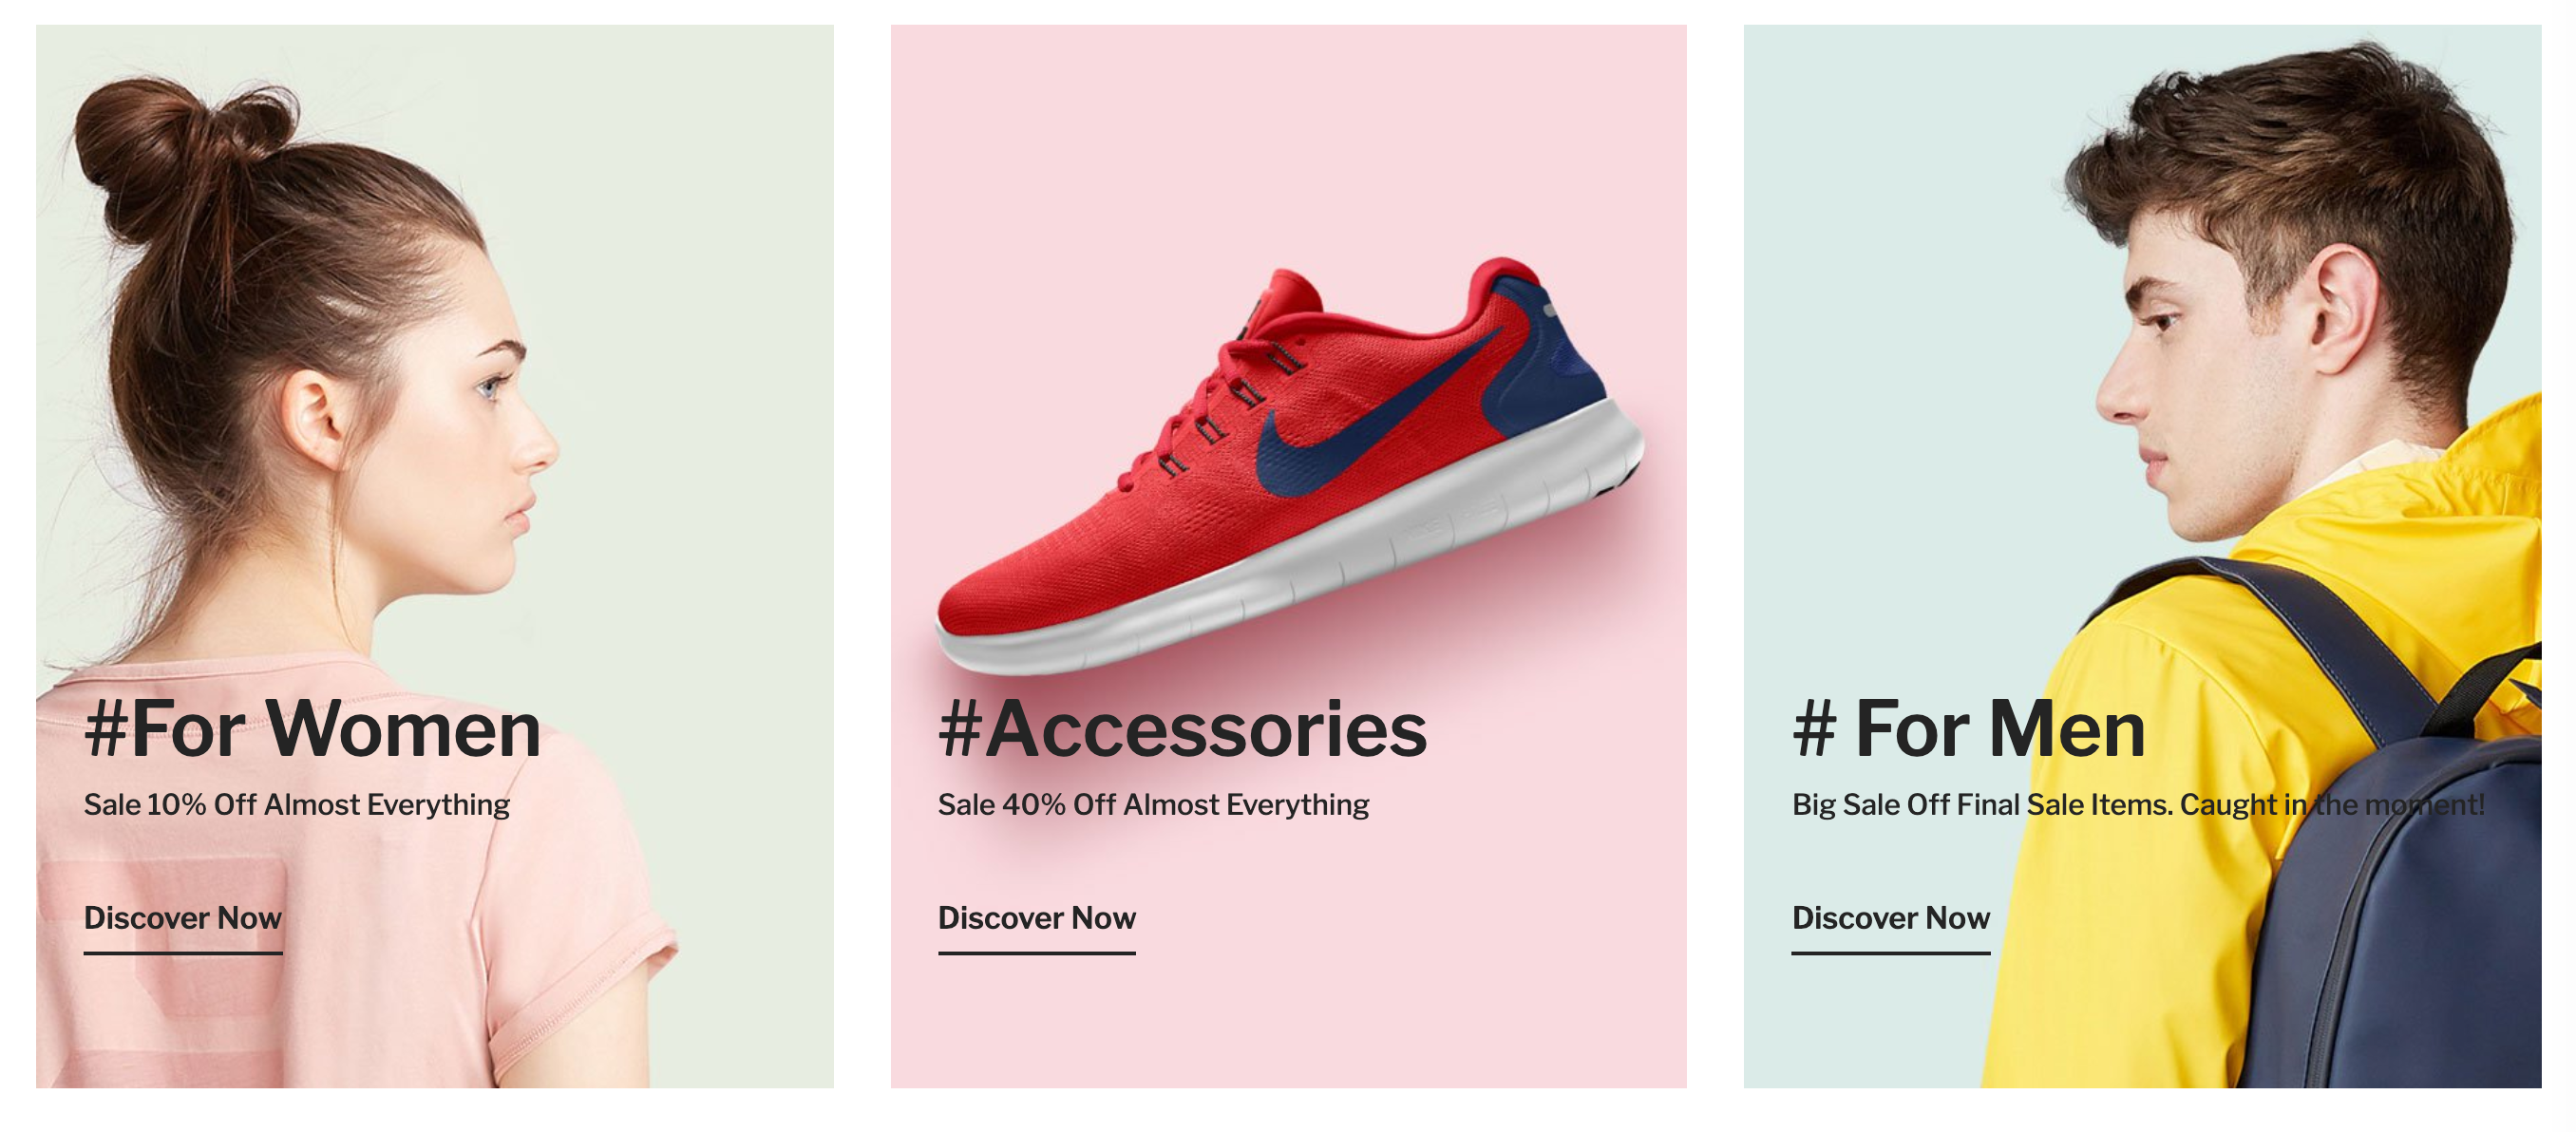 #For Women
Sale 10% Off Almost Everything
Discover Now
#Accessories
Sale 40% Off Almost Everything
Discover Now
# For Men
Big Sale Off Final Sale Items. Caught in the moment!
Discover Now